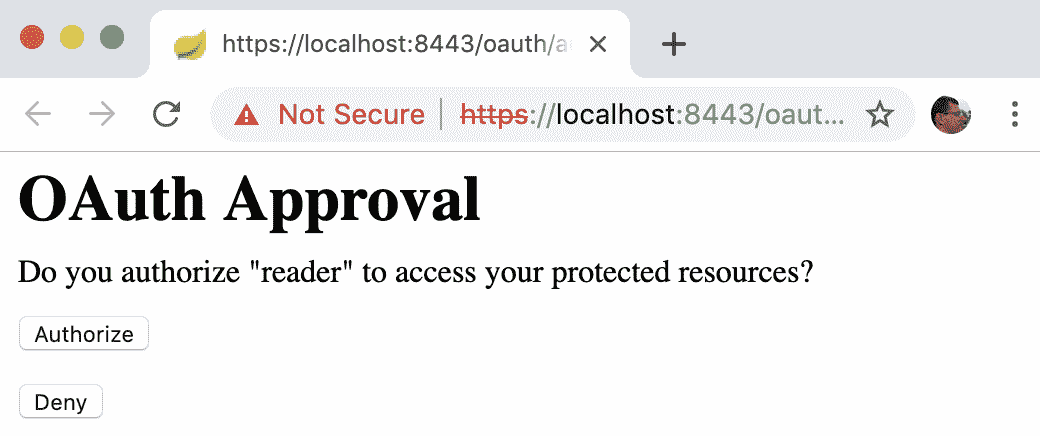 https://localhost:8443/oauth/a
Not Secure | https://localhost:8443/oaut...
OAuth Approval
Do you authorize "reader" to access your protected resources?
Authorize
Deny